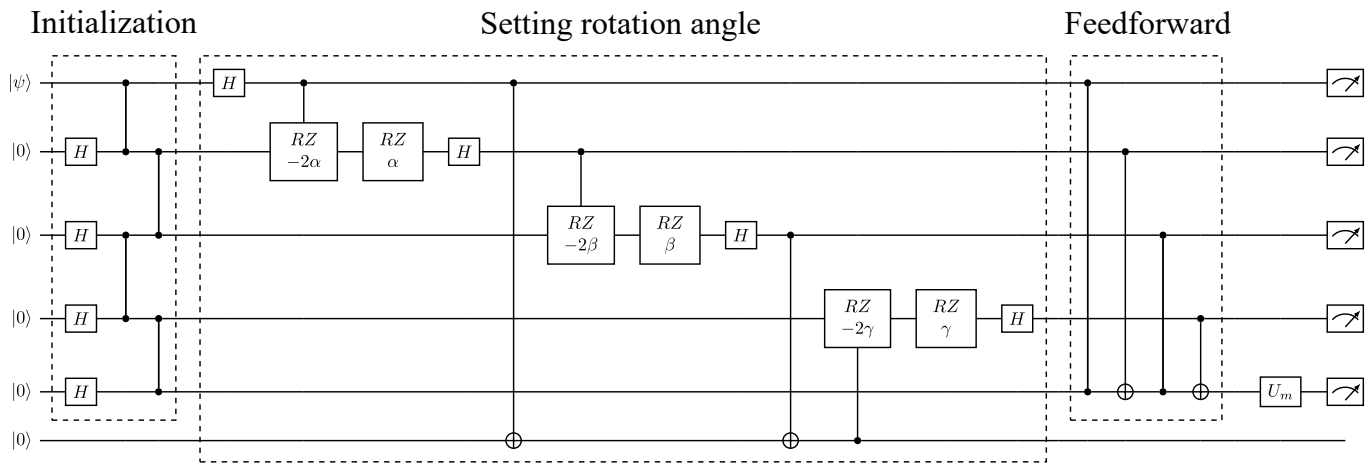 Initialization Setting rotation angle Feedforward
|ψ⟩ H
RZ RZ
|0⟩ H −2α α H
RZ RZ
|0⟩ H −2β β H
RZ RZ
|0⟩ H −2γ γ H
|0⟩ H U_m
|0⟩